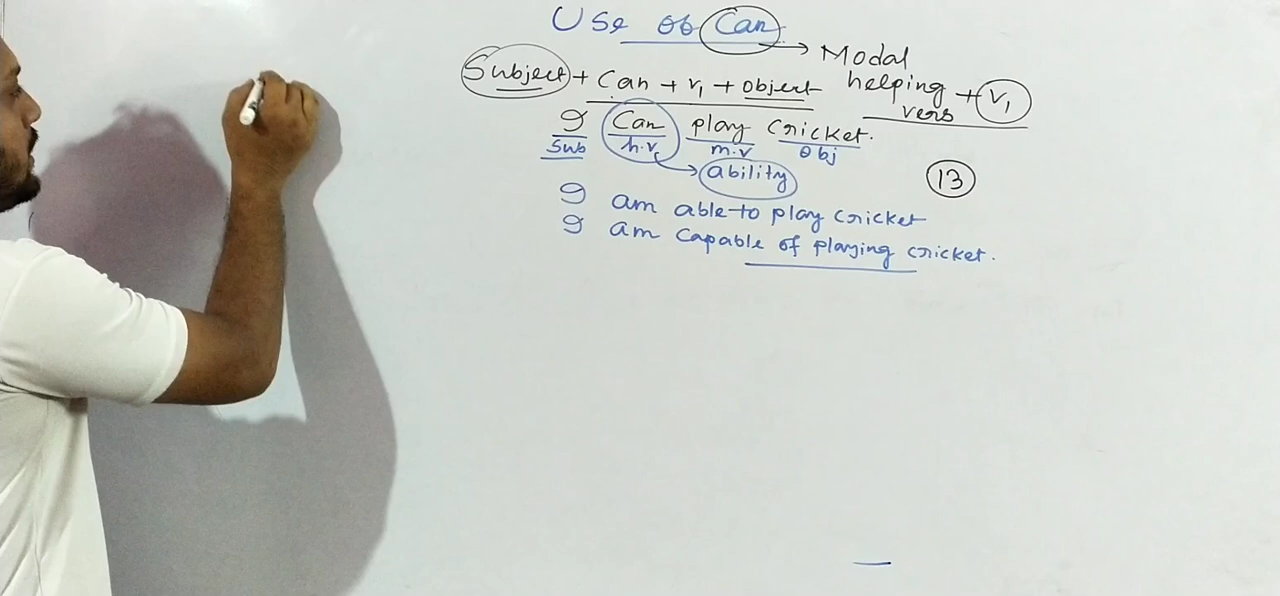 Use of Can → Modal helping verb + V1
Subject + Can + V1 + object
I Can play cricket.
Sub h.v m.v obj
→ ability
13
I am able to play cricket
I am capable of playing cricket.